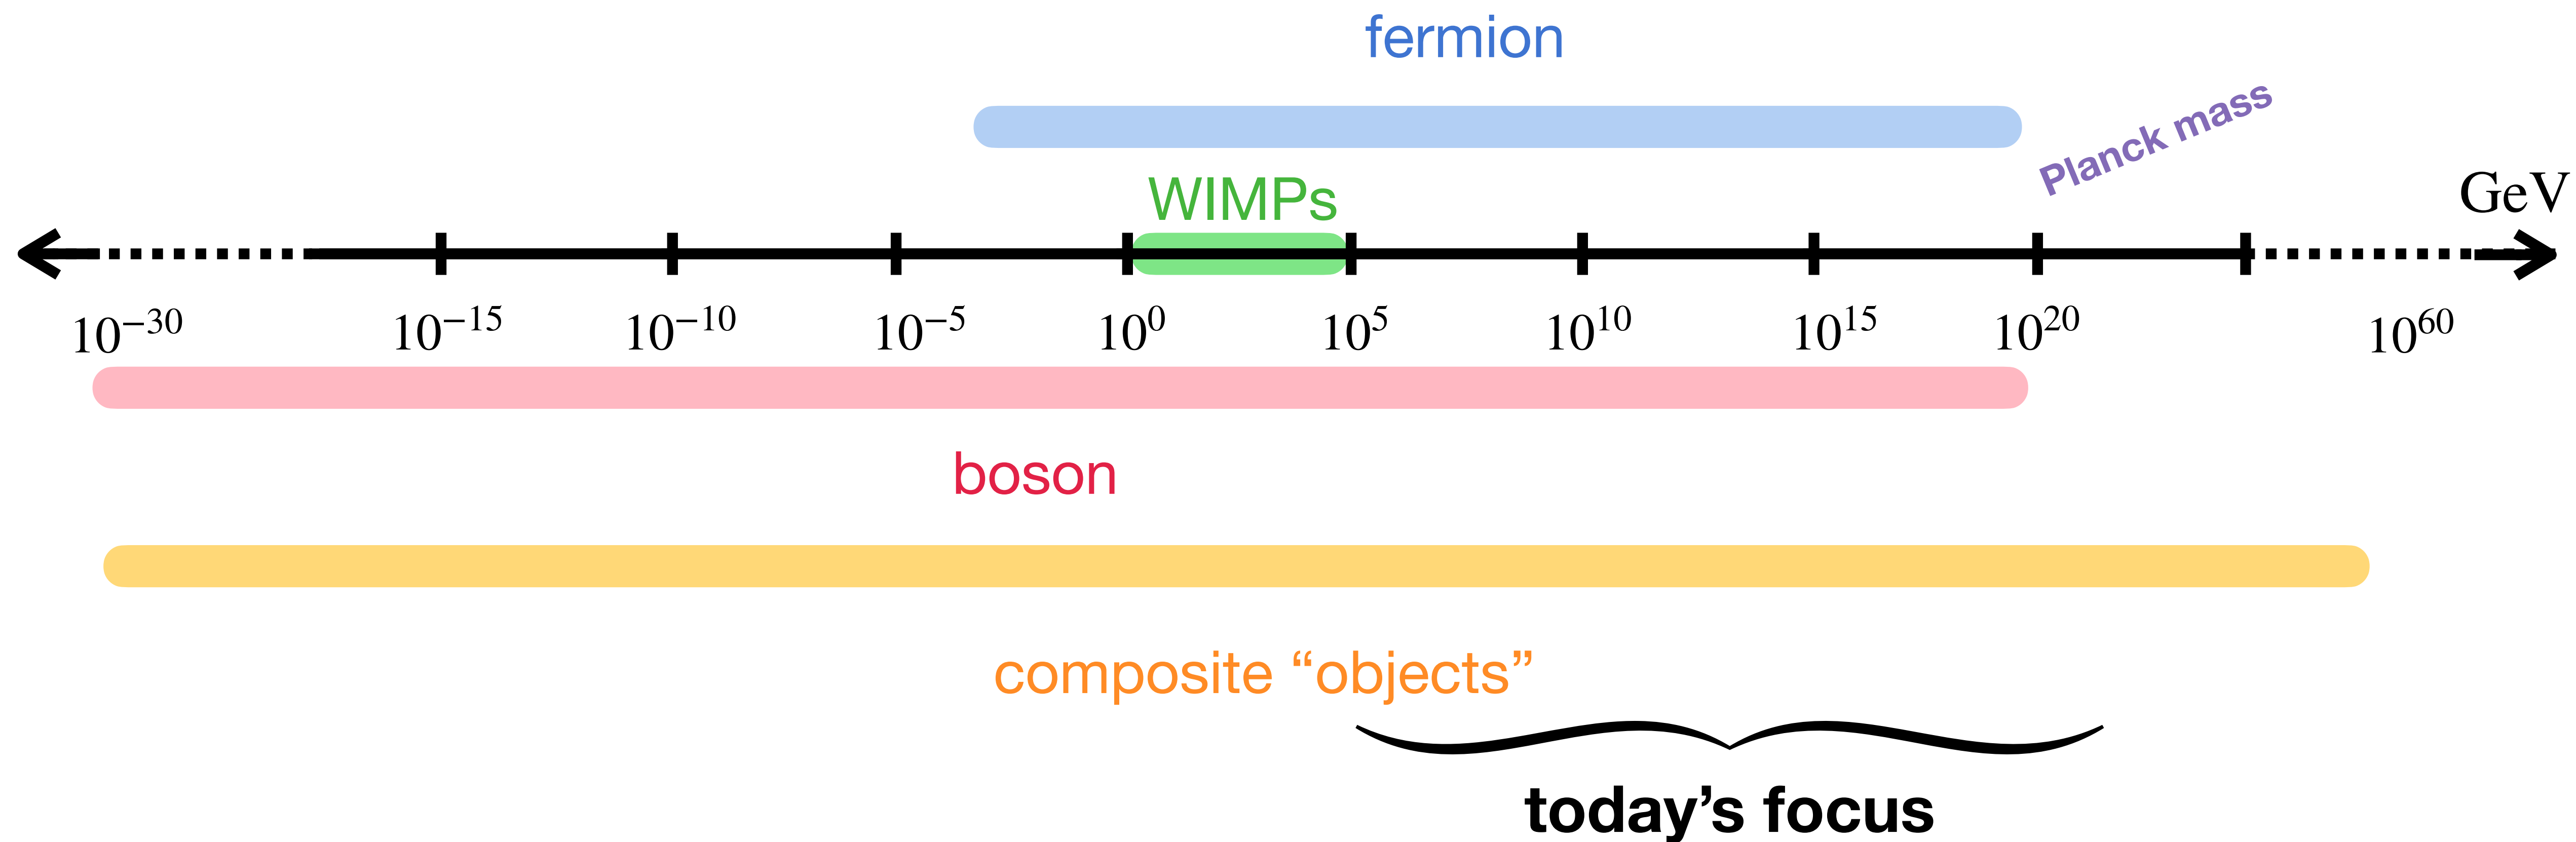 fermion
Planck mass
WIMPs
GeV
10⁻³⁰ 10⁻¹⁵ 10⁻¹⁰ 10⁻⁵ 10⁰ 10⁵ 10¹⁰ 10¹⁵ 10²⁰ 10⁶⁰
boson
composite “objects”
today’s focus